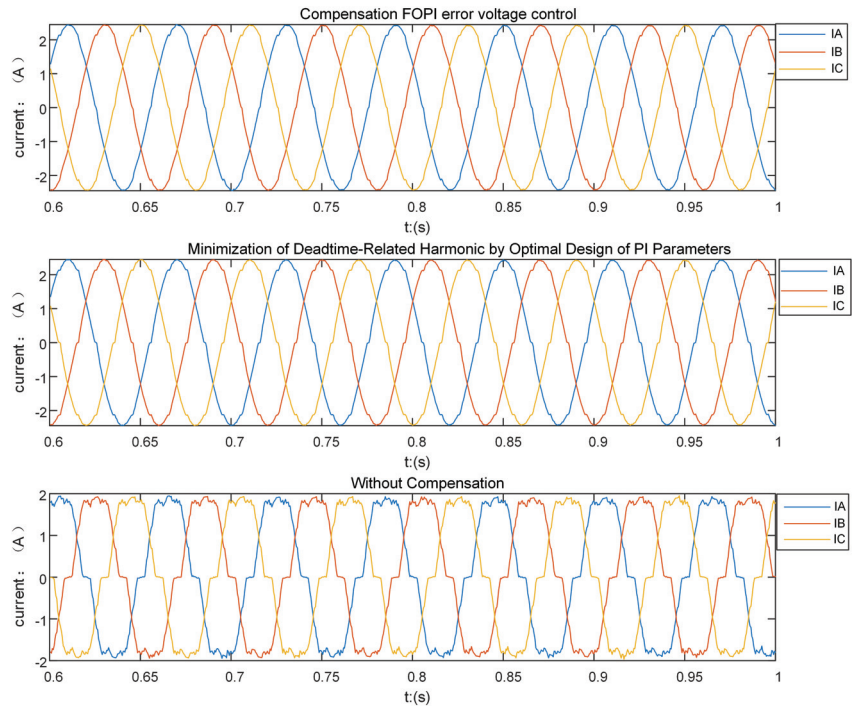 Compensation FOPI error voltage control
IA
IB
IC
2
1
0
-1
-2
current：（A）
0.6 0.65 0.7 0.75 0.8 0.85 0.9 0.95 1
t:(s)
Minimization of Deadtime-Related Harmonic by Optimal Design of PI Parameters
IA
IB
IC
2
1
0
-1
-2
current：（A）
0.6 0.65 0.7 0.75 0.8 0.85 0.9 0.95 1
t:(s)
Without Compensation
IA
IB
IC
2
1
0
-1
-2
current：（A）
0.6 0.65 0.7 0.75 0.8 0.85 0.9 0.95 1
t:(s)